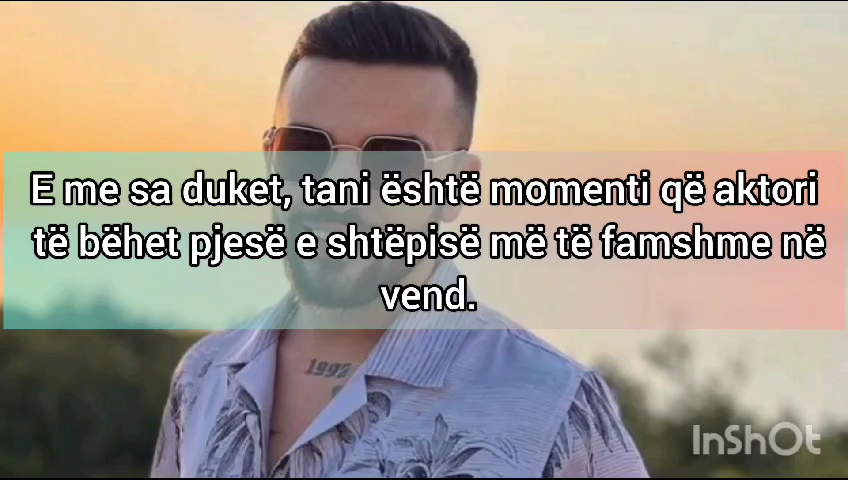 E me sa duket, tani është momenti që aktori
të bëhet pjesë e shtëpisë më të famshme në
vend.
1992
InShOt